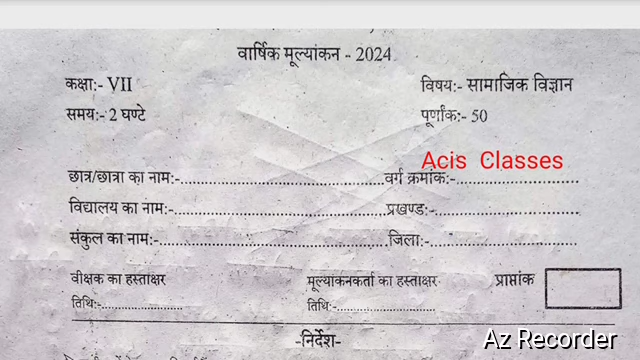 वार्षिक मूल्यांकन - 2024
कक्षा:- VII विषय:- सामाजिक विज्ञान
समय:- 2 घण्टे पूर्णांक:- 50
Acis Classes
छात्र/छात्रा का नाम:-..........................................वर्ग क्रमांक:-........................
विद्यालय का नाम:-..........................................प्रखण्ड:-............................
संकुल का नाम:-.............................................जिला:-..............................
वीक्षक का हस्ताक्षर मूल्यांकनकर्ता का हस्ताक्षर प्राप्तांक
तिथि:-..................... तिथि:-.........................
-निर्देश-
Az Recorder